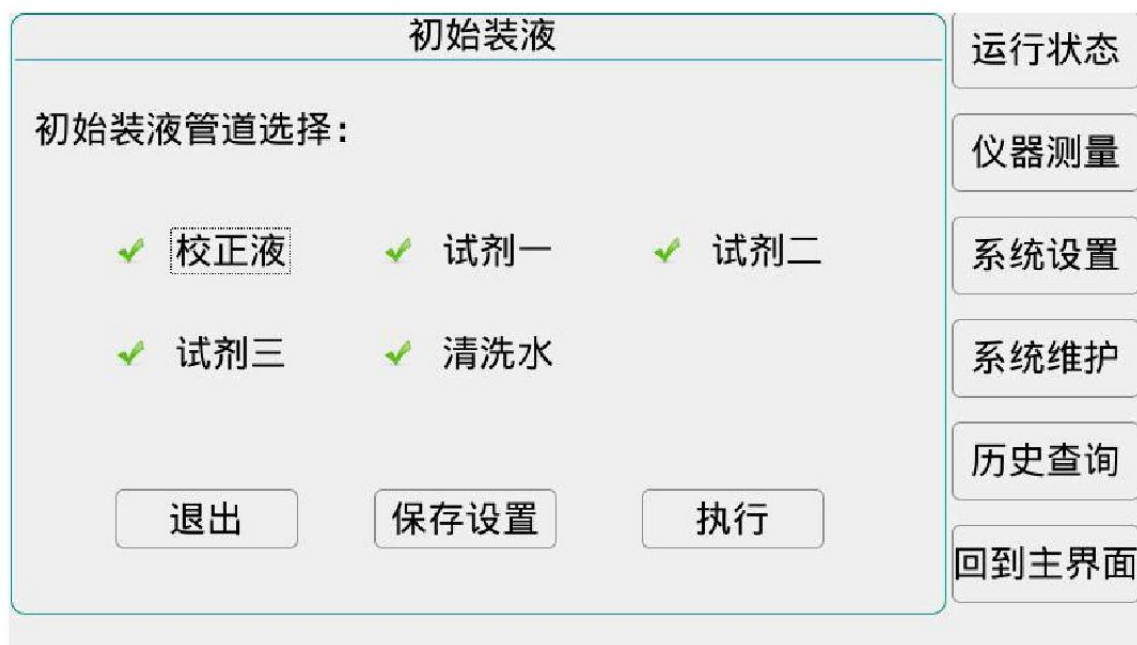 初始装液
初始装液管道选择：
校正液 试剂一 试剂二
试剂三 清洗水
退出 保存设置 执行
运行状态
仪器测量
系统设置
系统维护
历史查询
回到主界面